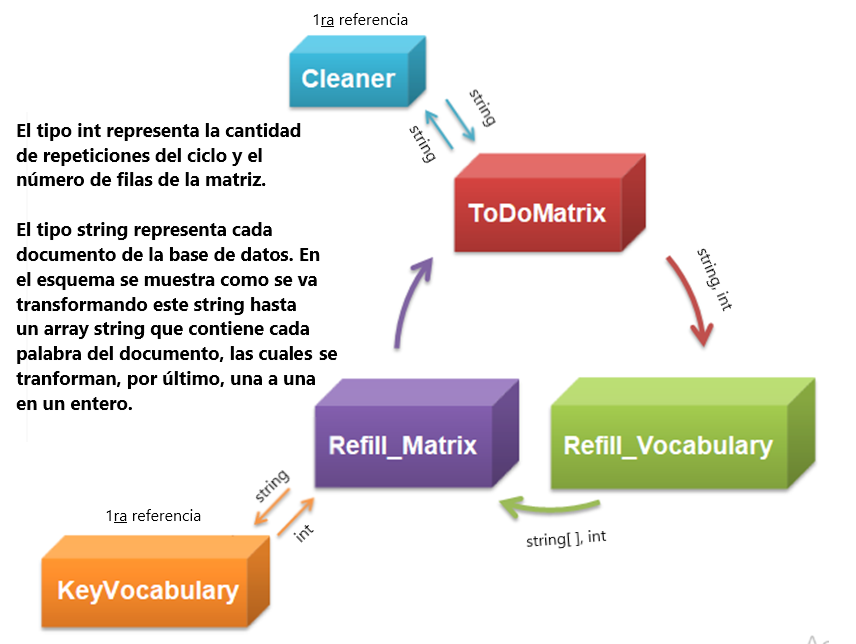 1ra referencia
Cleaner
string
string
El tipo int representa la cantidad
de repeticiones del ciclo y el
número de filas de la matriz.
ToDoMatrix
El tipo string representa cada
documento de la base de datos. En
el esquema se muestra como se va
transformando este string hasta
un array string que contiene cada
palabra del documento, las cuales se
tranforman, por último, una a una
en un entero.
string, int
Refill_Matrix
Refill_Vocabulary
string
int
string[ ], int
1ra referencia
KeyVocabulary